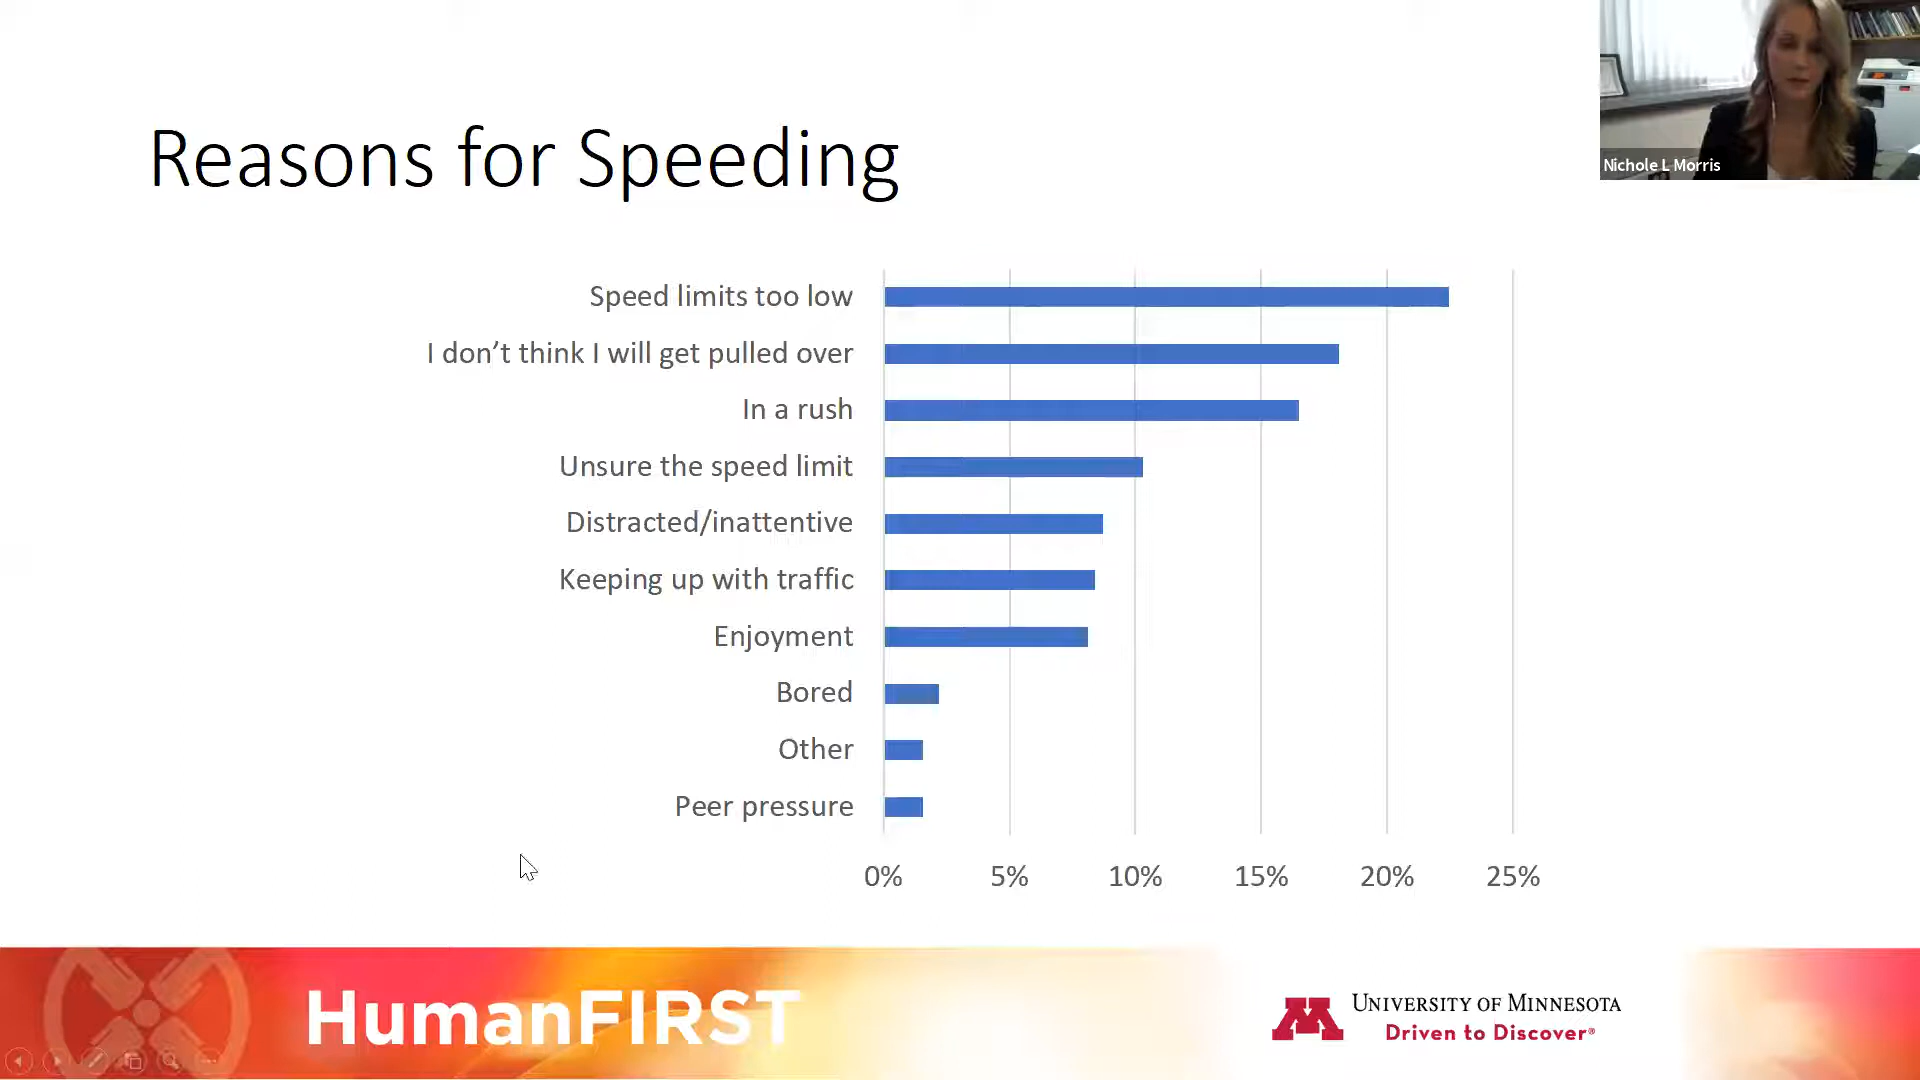 Nichole L Morris
Reasons for Speeding
Speed limits too low
I don’t think I will get pulled over
In a rush
Unsure the speed limit
Distracted/inattentive
Keeping up with traffic
Enjoyment
Bored
Other
Peer pressure
0% 5% 10% 15% 20% 25%
HumanFIRST
M
UNIVERSITY OF MINNESOTA
Driven to Discover®